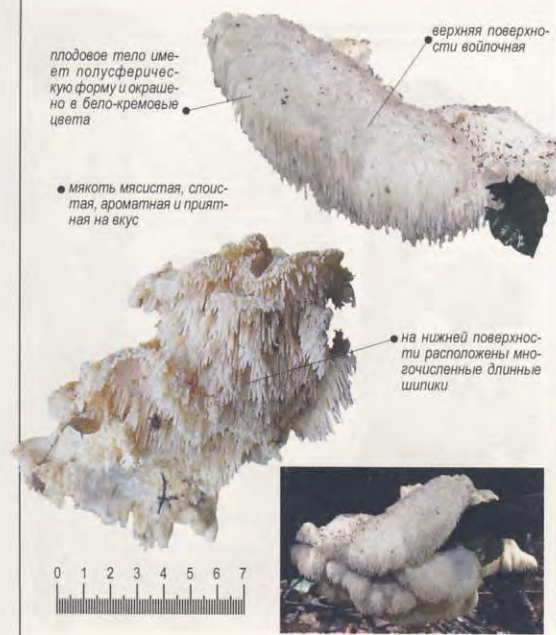 плодовое тело име-
ет полусферичес-
кую форму и окраше-
но в бело-кремовые
цвета
верхняя поверхно-
сти войлочная
мякоть мясистая, слоис-
тая, ароматная и прият-
ная на вкус
на нижней поверхнос-
ти расположены мно-
гочисленные длинные
шипики
0 1 2 3 4 5 6 7